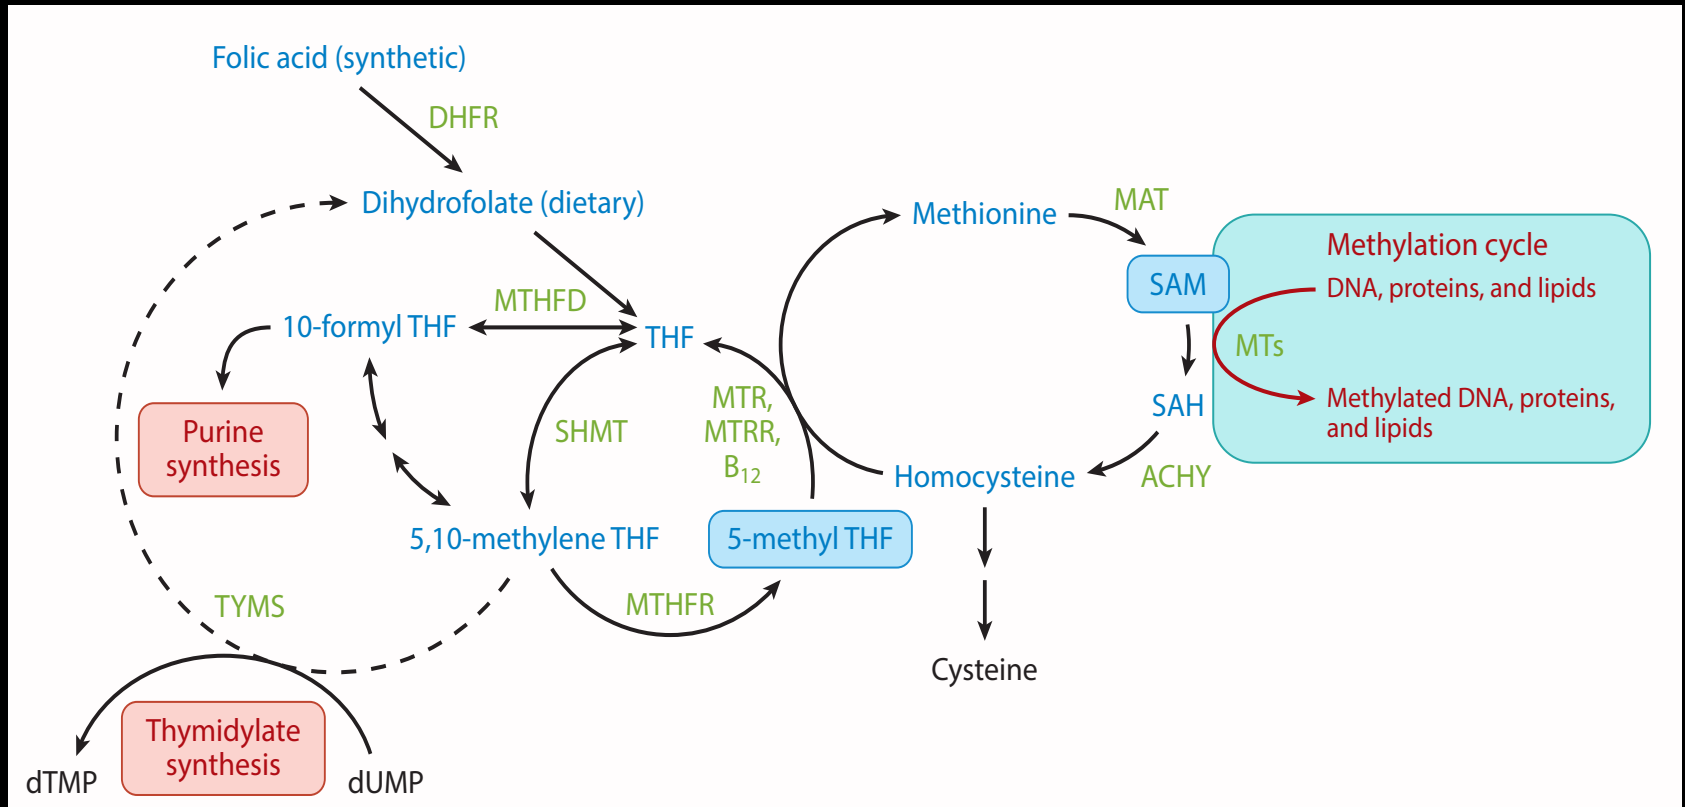 Folic acid (synthetic)
DHFR
Dihydrofolate (dietary)
MTHFD
10-formyl THF
THF
Purine
synthesis
SHMT
MTR,
MTRR,
B₁₂
5,10-methylene THF
5-methyl THF
MTHFR
TYMS
Thymidylate
synthesis
dTMP
dUMP
Methionine
MAT
SAM
Methylation cycle
DNA, proteins, and lipids
MTs
SAH
Methylated DNA, proteins,
and lipids
Homocysteine
ACHY
Cysteine